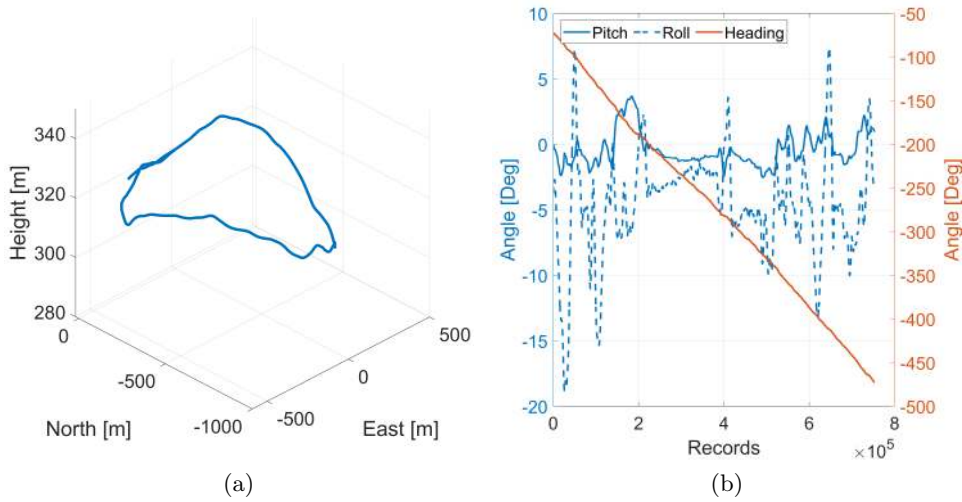 340
320
300
280
Height [m]
0
-500
-1000
North [m]
-500
0
500
East [m]
(a)
Pitch Roll Heading
10
5
0
-5
-10
-15
-20
Angle [Deg]
-50
-100
-150
-200
-250
-300
-350
-400
-450
-500
Angle [Deg]
0 2 4 6 8
Records
×10⁵
(b)